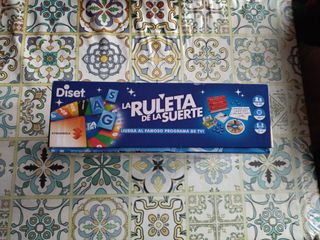 Diset
LA RULETA
DE LA SUERTE
¡JUEGA AL FAMOSO PROGRAMA DE TV!
A
S
A
G